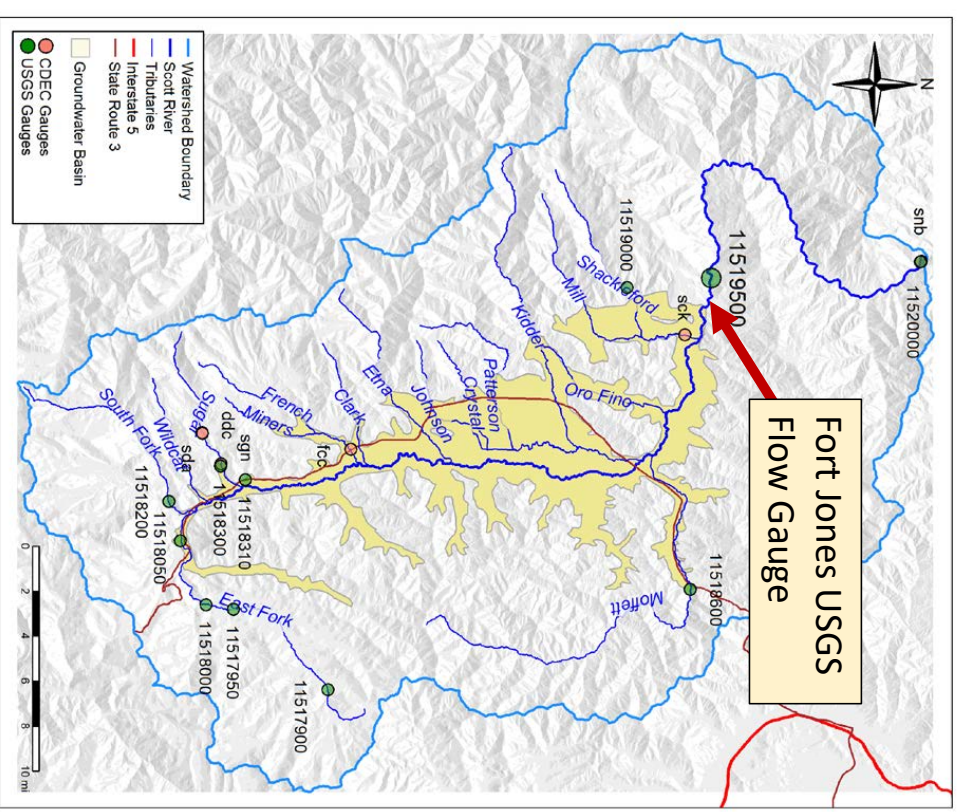 N
snb
11520000
11519500
Fort Jones USGS
Flow Gauge
11519000
Shackleford
Mill
sck
Kidder
Oro Fino
Patterson
Crystal
Johnson
Etna
Clark
French
Miners
fcc
Sugar
ddc
sgn
Wildcat
sda
South Fork
11518310
11518300
11518200
11518050
11518600
Moffett
East Fork
11518000
11517950
11517900
Watershed Boundary
Scott River
Tributaries
Interstate 5
State Route 3
Groundwater Basin
CDEC Gauges
USGS Gauges
0 2 4 6 8 10 mi